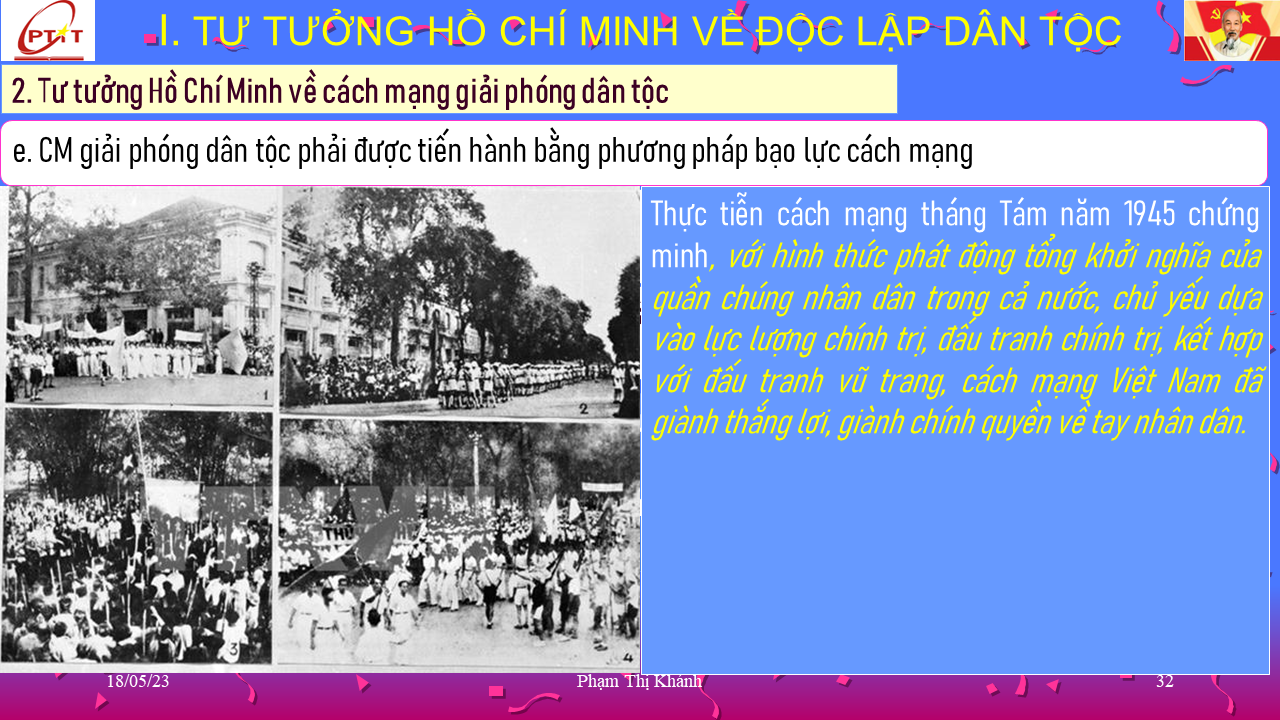 PTIT
I. TƯ TƯỞNG HỒ CHÍ MINH VỀ ĐỘC LẬP DÂN TỘC
2. Tư tưởng Hồ Chí Minh về cách mạng giải phóng dân tộc
e. CM giải phóng dân tộc phải được tiến hành bằng phương pháp bạo lực cách mạng
Thực tiễn cách mạng tháng Tám năm 1945 chứng
minh, với hình thức phát động tổng khởi nghĩa của
quần chúng nhân dân trong cả nước, chủ yếu dựa
vào lực lượng chính trị, đấu tranh chính trị, kết hợp
với đấu tranh vũ trang, cách mạng Việt Nam đã
giành thắng lợi, giành chính quyền về tay nhân dân.
1
2
3
4
18/05/23
Phạm Thị Khánh
32